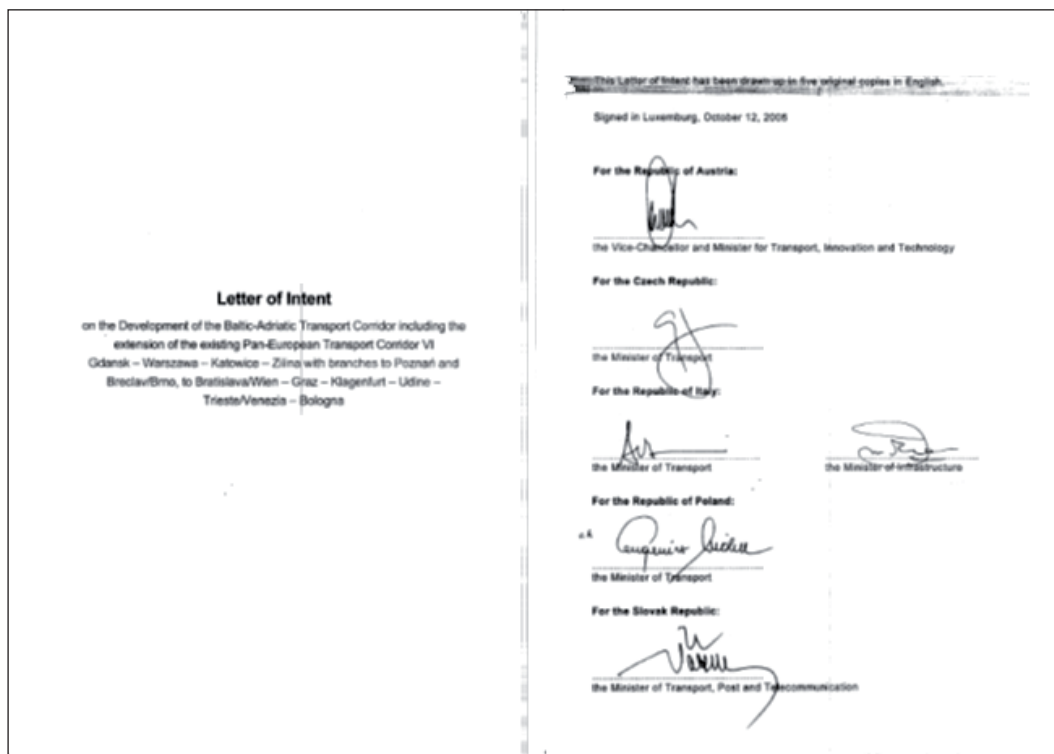 Letter of Intent
on the Development of the Baltic-Adriatic Transport Corridor including the
extension of the existing Pan-European Transport Corridor VI
Gdansk – Warszawa – Katowice – Zilina with branches to Poznań and
Breclav/Brno, to Bratislava/Wien – Graz – Klagenfurt – Udine –
Trieste/Venezia – Bologna
This Letter of Intent has been drawn up in five original copies in English.
Signed in Luxemburg, October 12, 2006
For the Republic of Austria:
the Vice-Chancellor and Minister for Transport, Innovation and Technology
For the Czech Republic:
the Minister of Transport
For the Republic of Italy:
the Minister of Transport
the Minister of Infrastructure
For the Republic of Poland:
the Minister of Transport
For the Slovak Republic:
the Minister of Transport, Post and Telecommunication